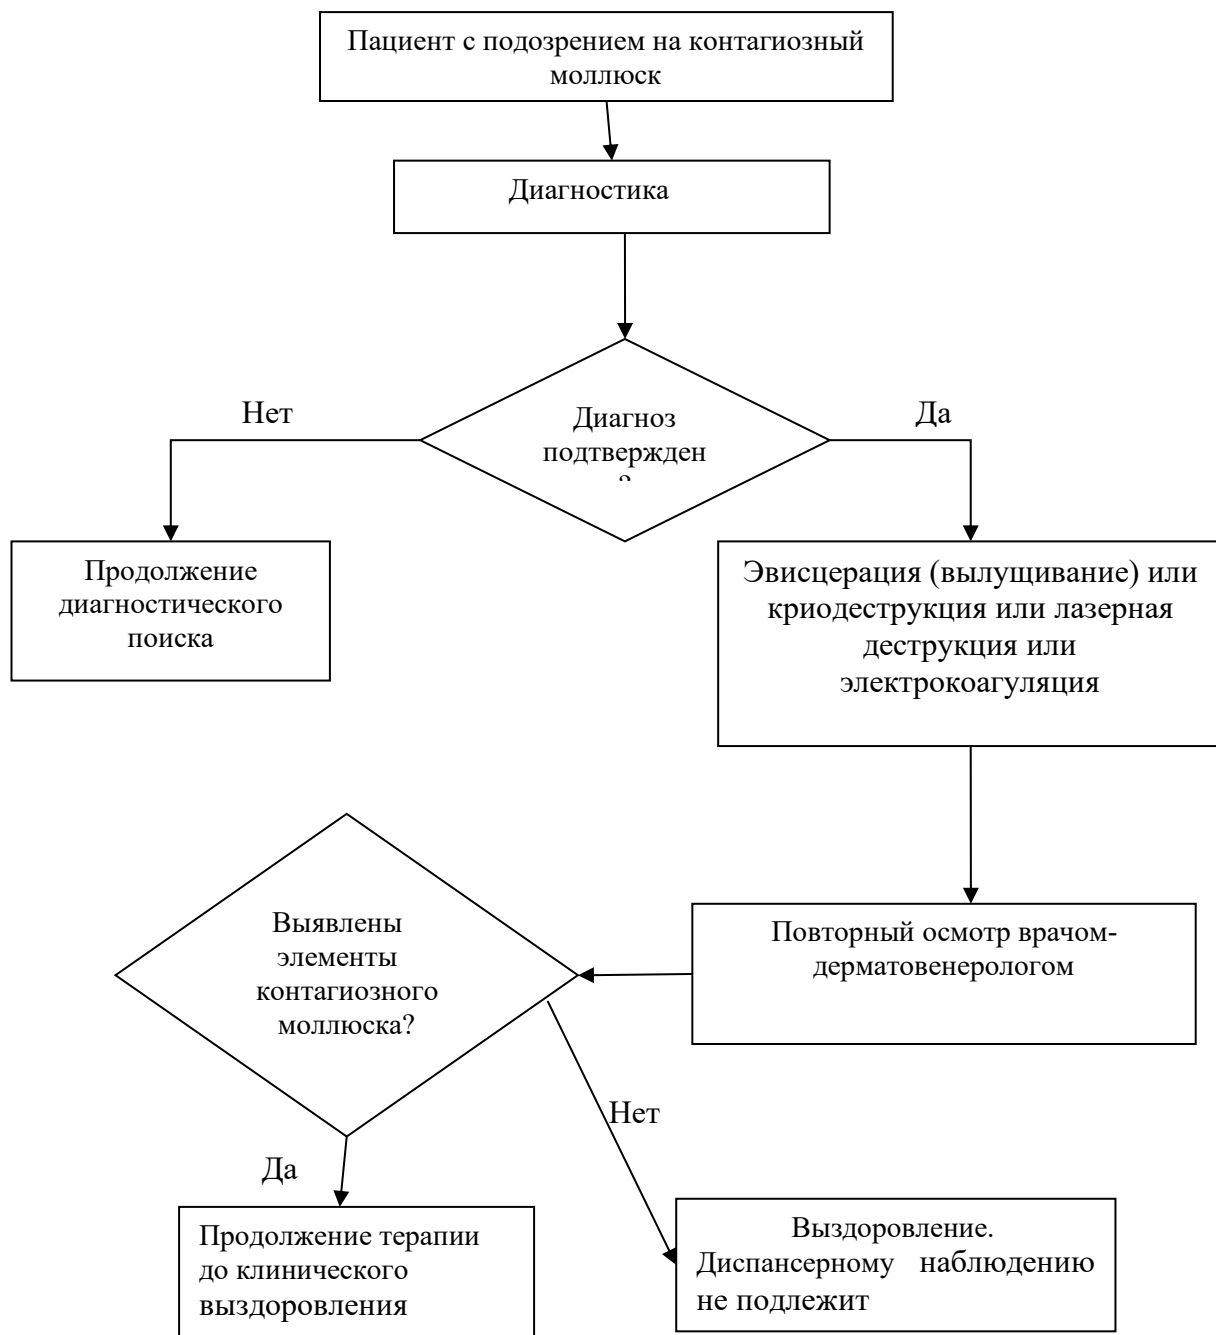 Пациент с подозрением на контагиозный
моллюск
Диагностика
Нет
Диагноз
подтвержден
?
Да
Продолжение
диагностического
поиска
Эвисцерация (вылущивание) или
криодеструкция или лазерная
деструкция или
электрокоагуляция
Повторный осмотр врачом-
дерматовенерологом
Выявлены
элементы
контагиозного
моллюска?
Нет
Да
Продолжение терапии
до клинического
выздоровления
Выздоровление.
Диспансерному наблюдению
не подлежит